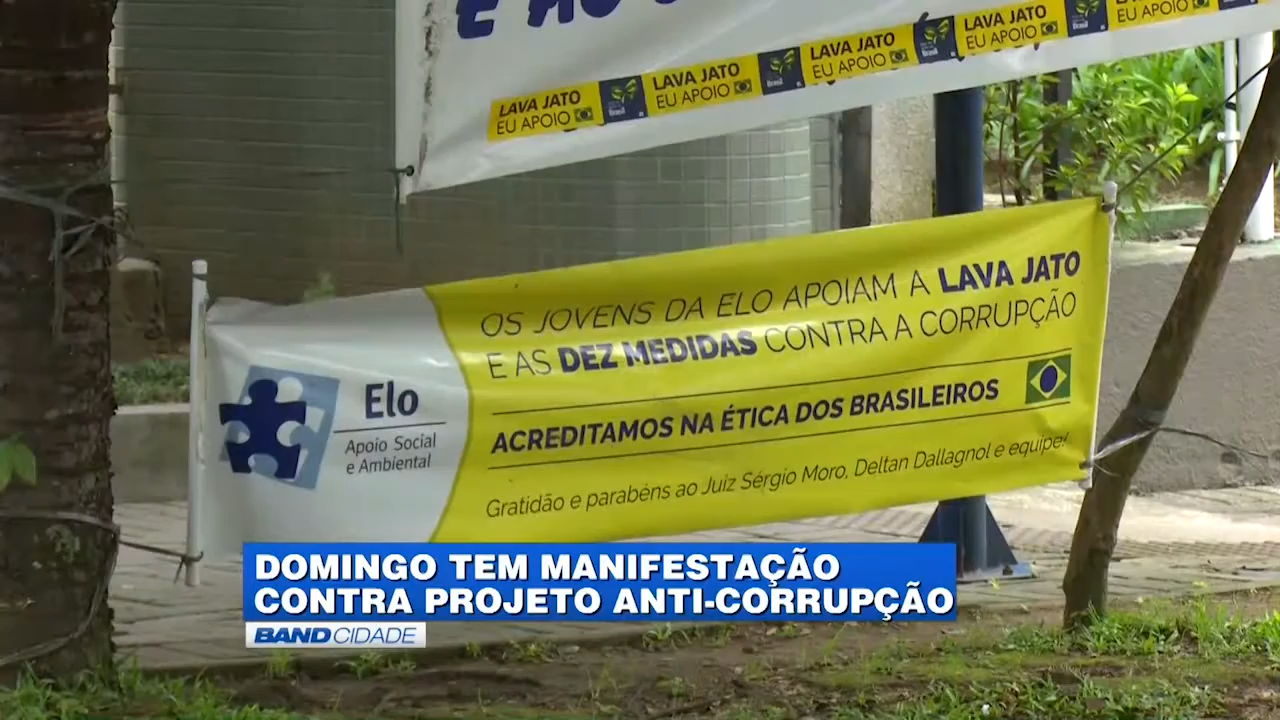 LAVA JATO
EU APOIO
LAVA JATO
EU APOIO
Brasil
LAVA JATO
EU APOIO
LAVA JATO
EU APOIO
LAVA JATO
EU APOIO
OS JOVENS DA ELO APOIAM A LAVA JATO
E AS DEZ MEDIDAS CONTRA A CORRUPÇÃO
ACREDITAMOS NA ÉTICA DOS BRASILEIROS
Gratidão e parabéns ao Juiz Sérgio Moro, Deltan Dallagnol e equipe!
Elo
Apoio Social
e Ambiental
DOMINGO TEM MANIFESTAÇÃO
CONTRA PROJETO ANTI-CORRUPÇÃO
BAND CIDADE